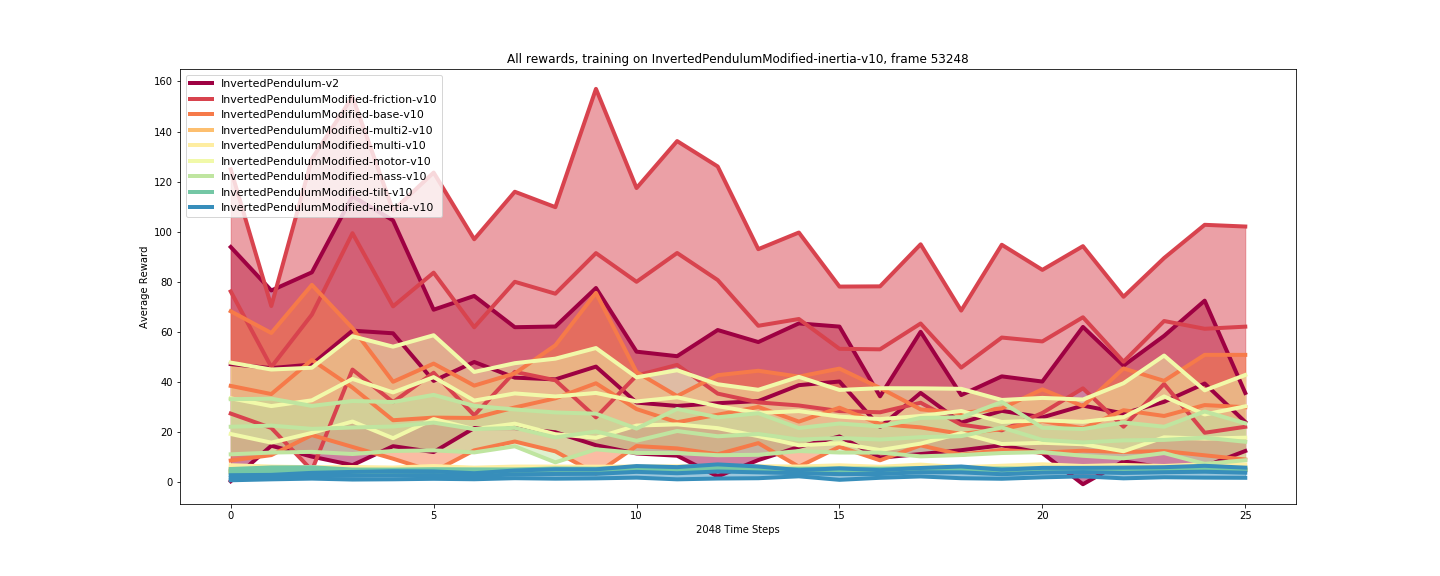 All rewards, training on InvertedPendulumModified-inertia-v10, frame 53248
InvertedPendulum-v2
InvertedPendulumModified-friction-v10
InvertedPendulumModified-base-v10
InvertedPendulumModified-multi2-v10
InvertedPendulumModified-multi-v10
InvertedPendulumModified-motor-v10
InvertedPendulumModified-mass-v10
InvertedPendulumModified-tilt-v10
InvertedPendulumModified-inertia-v10
Average Reward
160
140
120
100
80
60
40
20
0
0 5 10 15 20 25
2048 Time Steps